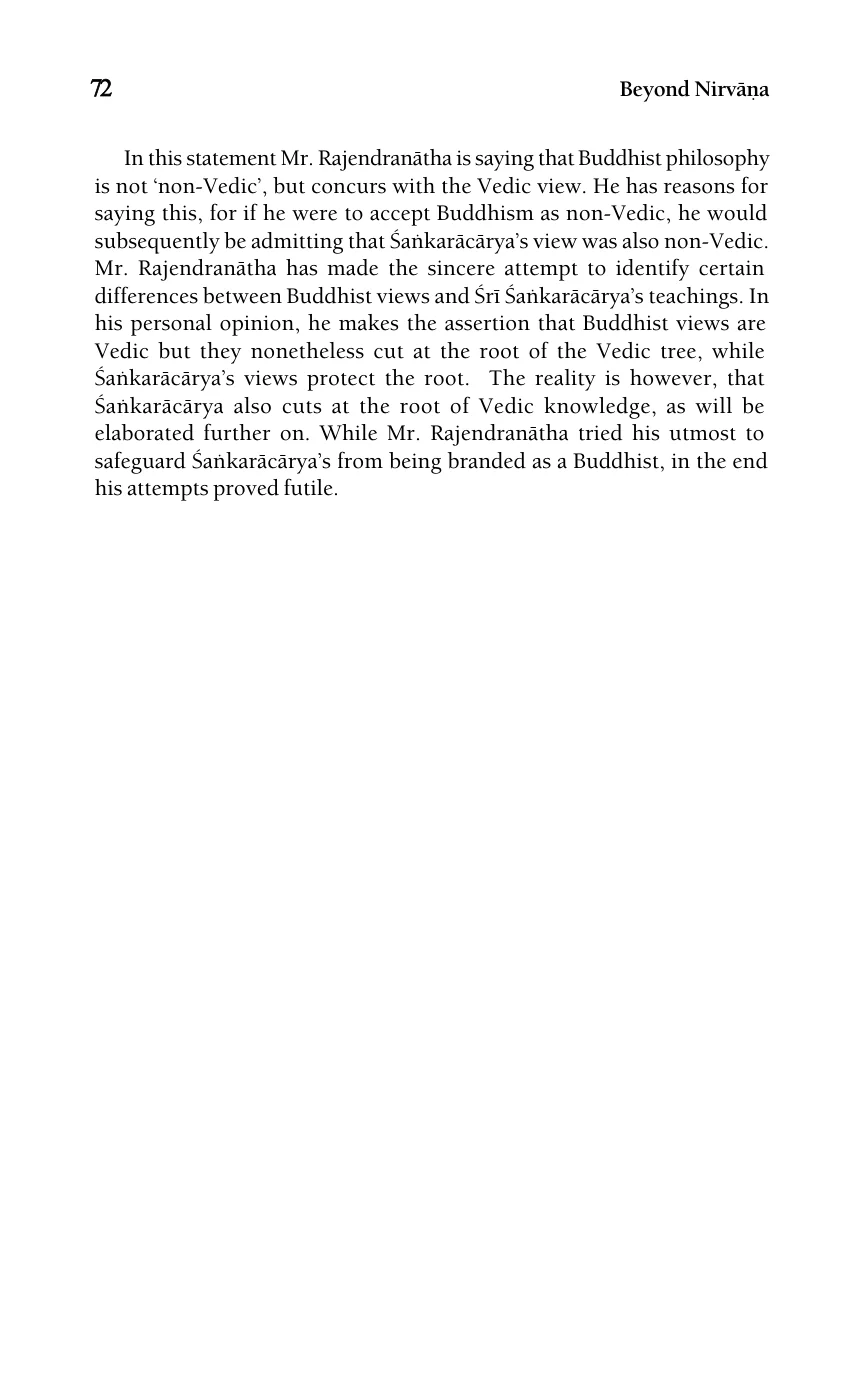 72 Beyond Nirvāṇa
In this statement Mr. Rajendranātha is saying that Buddhist philosophy
is not ‘non-Vedic’, but concurs with the Vedic view. He has reasons for
saying this, for if he were to accept Buddhism as non-Vedic, he would
subsequently be admitting that Śaṅkarācārya’s view was also non-Vedic.
Mr. Rajendranātha has made the sincere attempt to identify certain
differences between Buddhist views and Śrī Śaṅkarācārya’s teachings. In
his personal opinion, he makes the assertion that Buddhist views are
Vedic but they nonetheless cut at the root of the Vedic tree, while
Śaṅkarācārya’s views protect the root. The reality is however, that
Śaṅkarācārya also cuts at the root of Vedic knowledge, as will be
elaborated further on. While Mr. Rajendranātha tried his utmost to
safeguard Śaṅkarācārya’s from being branded as a Buddhist, in the end
his attempts proved futile.